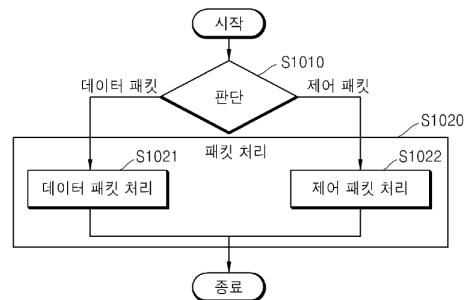 시작
S1010
데이터 패킷
판단
제어 패킷
S1020
패킷 처리
S1021
S1022
데이터 패킷 처리
제어 패킷 처리
종료